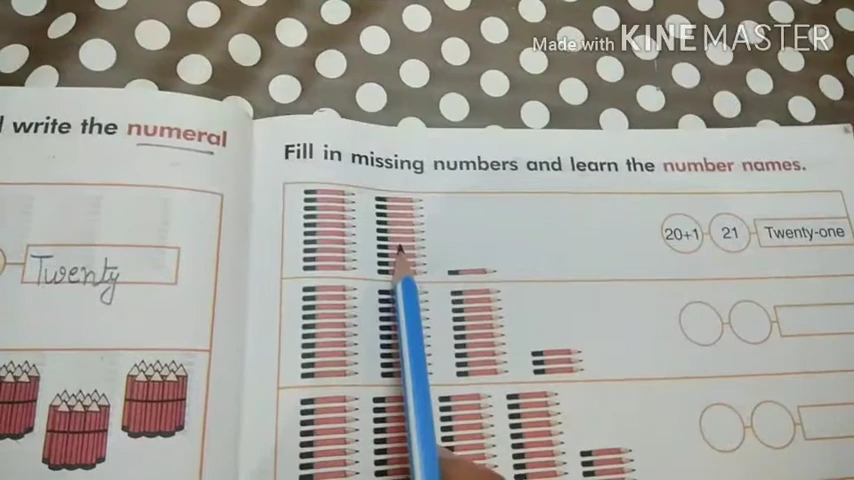 Made with KINEMASTER
write the numeral
Twenty
Fill in missing numbers and learn the number names.
20+1 21 Twenty-one